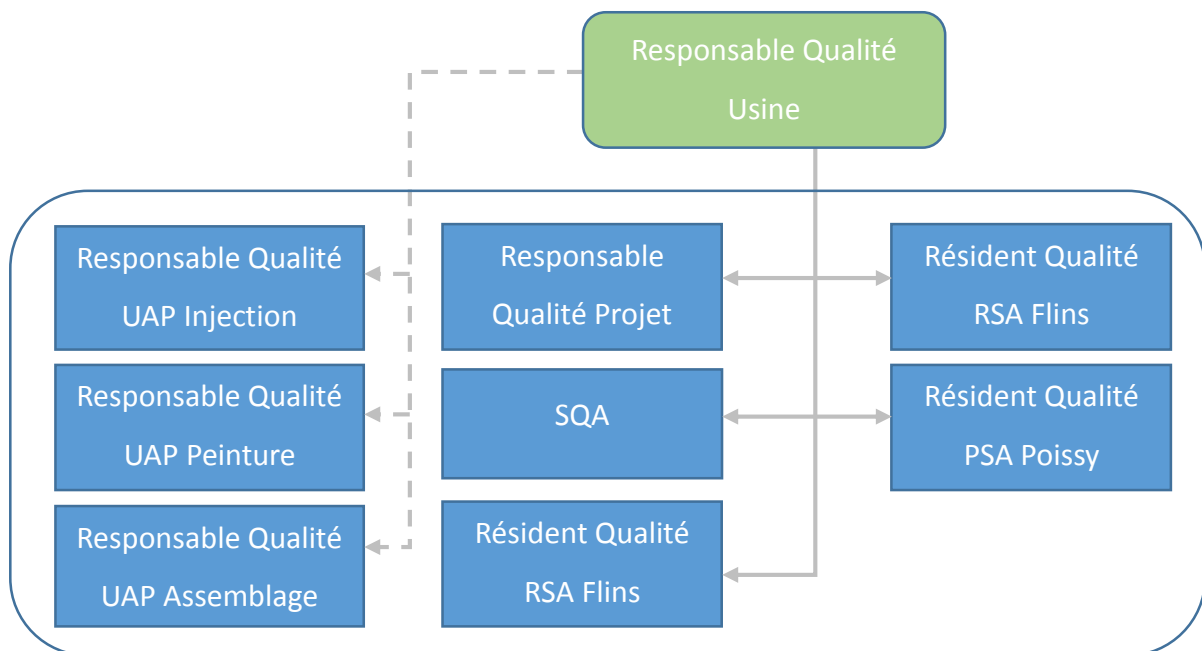 Responsable Qualité
Usine
Responsable Qualité
UAP Injection
Responsable
Qualité Projet
Résident Qualité
RSA Flins
Responsable Qualité
UAP Peinture
SQA
Résident Qualité
PSA Poissy
Responsable Qualité
UAP Assemblage
Résident Qualité
RSA Flins